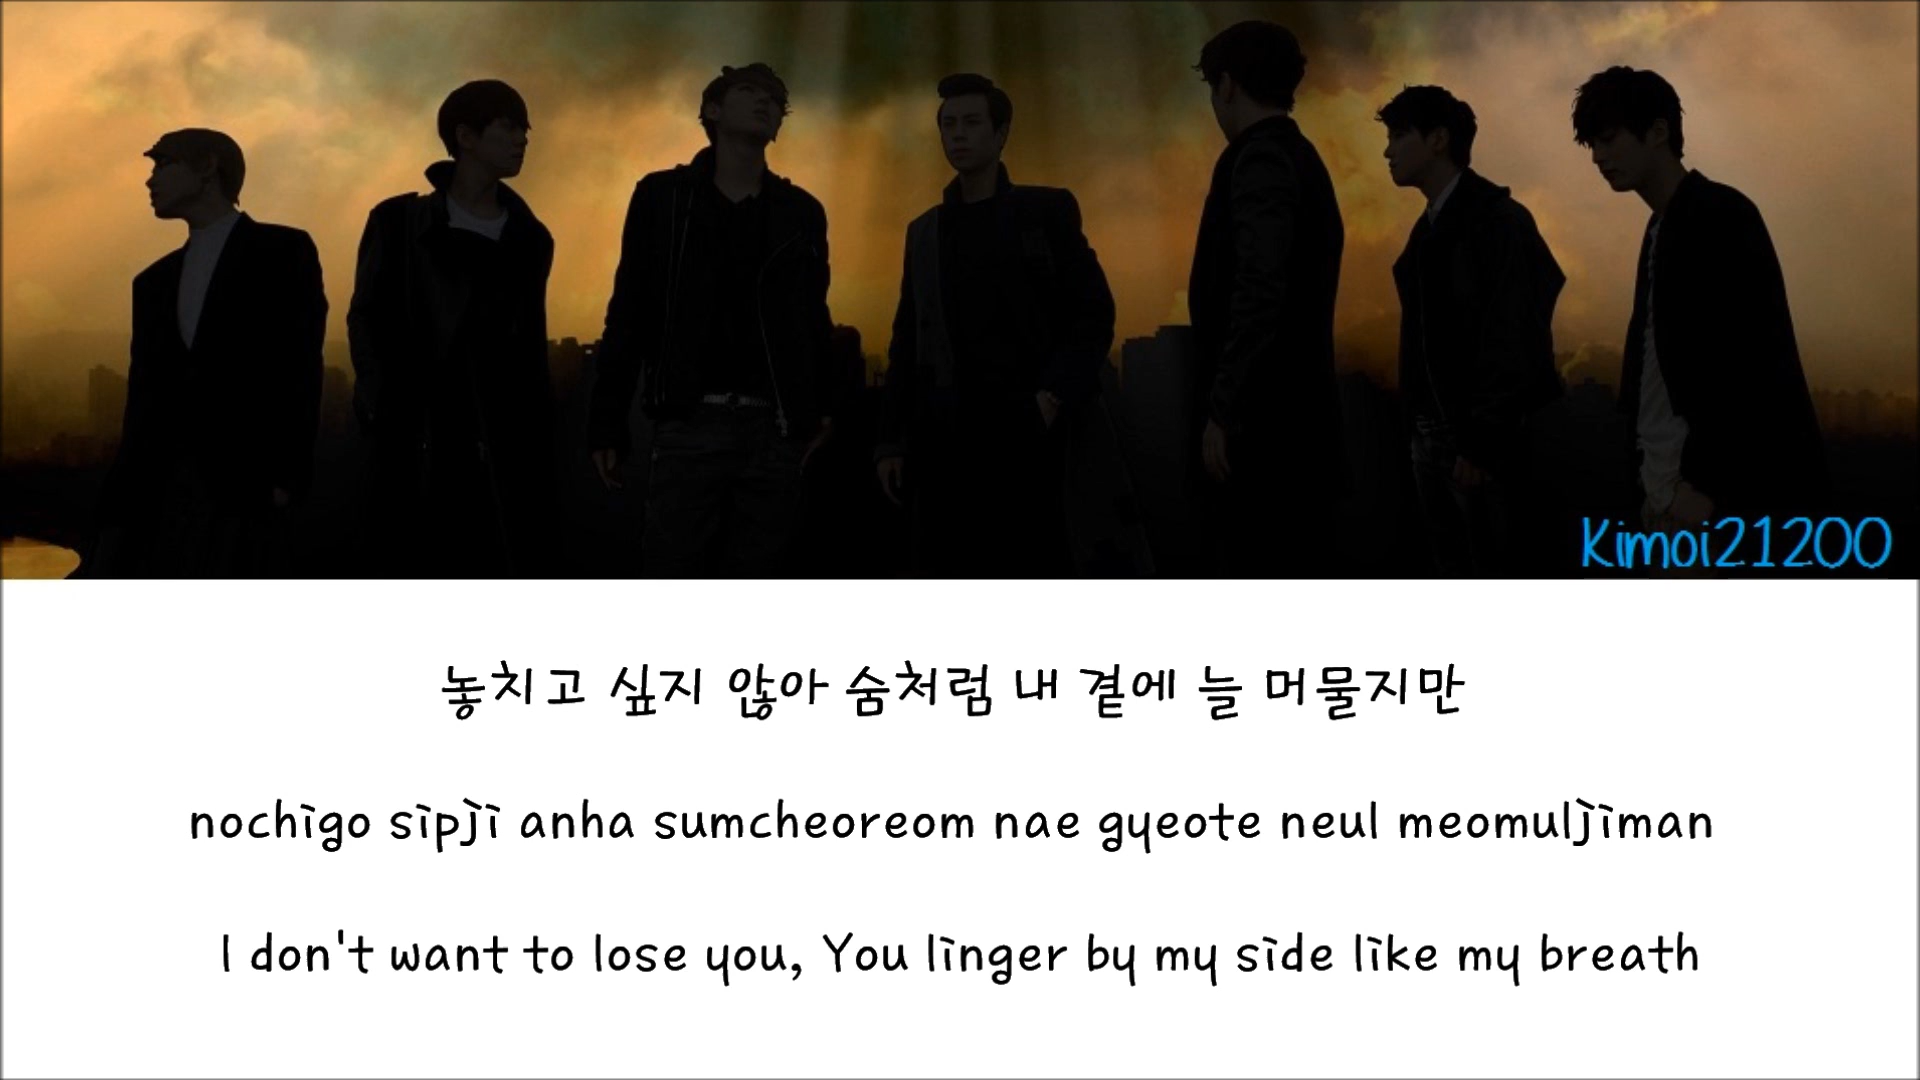 Kimoi21200
놓치고 싶지 않아 숨처럼 내 곁에 늘 머물지만
nochigo sipji anha sumcheoreom nae gyeote neul meomuljiman
I don't want to lose you, You linger by my side like my breath